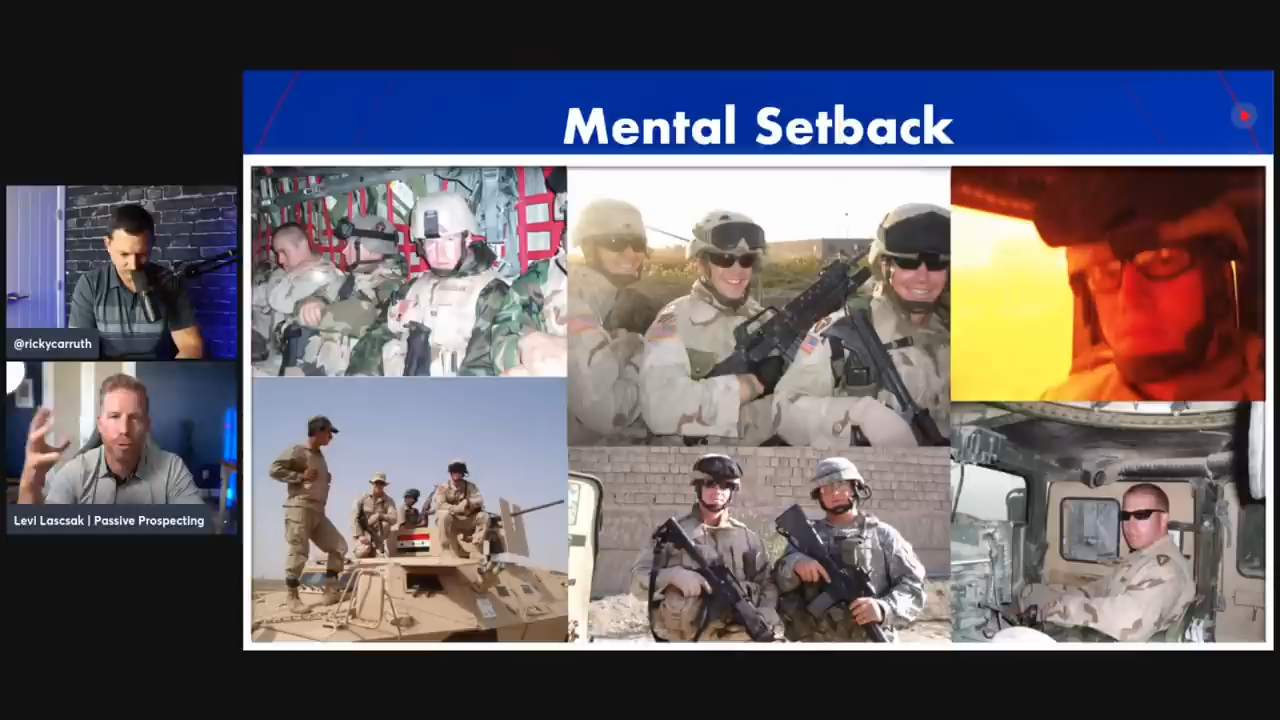 Mental Setback
@rickycarruth
Levi Lascsak | Passive Prospecting